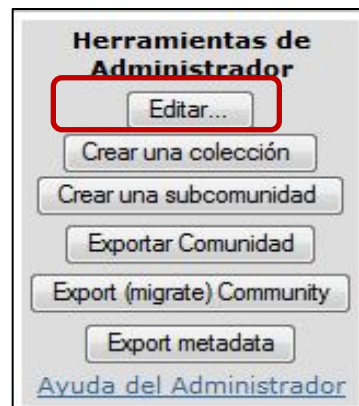 Herramientas de
Administrador
Editar...
Crear una colección
Crear una subcomunidad
Exportar Comunidad
Export (migrate) Community
Export metadata
Ayuda del Administrador